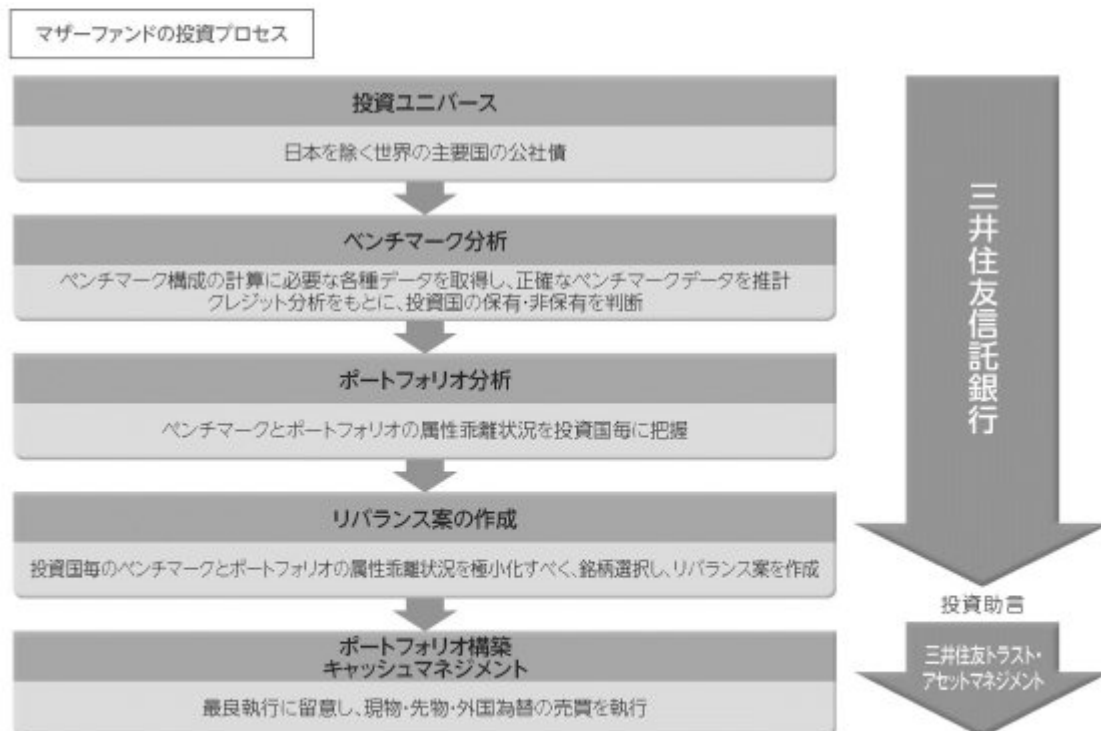 マザーファンドの投資プロセス
投資ユニバース
日本を除く世界の主要国の公社債
ベンチマーク分析
ベンチマーク構成の計算に必要な各種データを取得し、正確なベンチマークデータを推計
クレジット分析をもとに、投資国の保有・非保有を判断
ポートフォリオ分析
ベンチマークとポートフォリオの属性乖離状況を投資国毎に把握
リバランス案の作成
投資国毎のベンチマークとポートフォリオの属性乖離状況を極小化すべく、銘柄選択し、リバランス案を作成
ポートフォリオ構築
キャッシュマネジメント
最良執行に留意し、現物・先物・外国為替の売買を執行
三井住友信託銀行
投資助言
三井住友トラスト・
アセットマネジメント